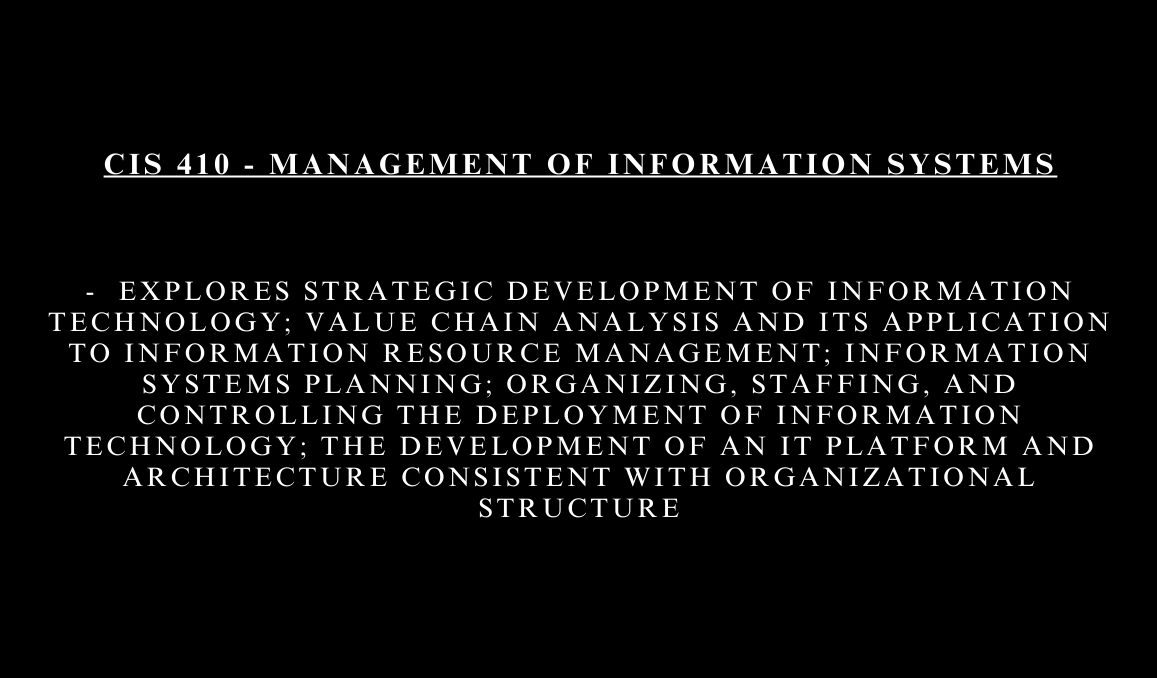 CIS 410 - MANAGEMENT OF INFORMATION SYSTEMS
- EXPLORES STRATEGIC DEVELOPMENT OF INFORMATION
TECHNOLOGY; VALUE CHAIN ANALYSIS AND ITS APPLICATION
TO INFORMATION RESOURCE MANAGEMENT; INFORMATION
SYSTEMS PLANNING; ORGANIZING, STAFFING, AND
CONTROLLING THE DEPLOYMENT OF INFORMATION
TECHNOLOGY; THE DEVELOPMENT OF AN IT PLATFORM AND
ARCHITECTURE CONSISTENT WITH ORGANIZATIONAL
STRUCTURE